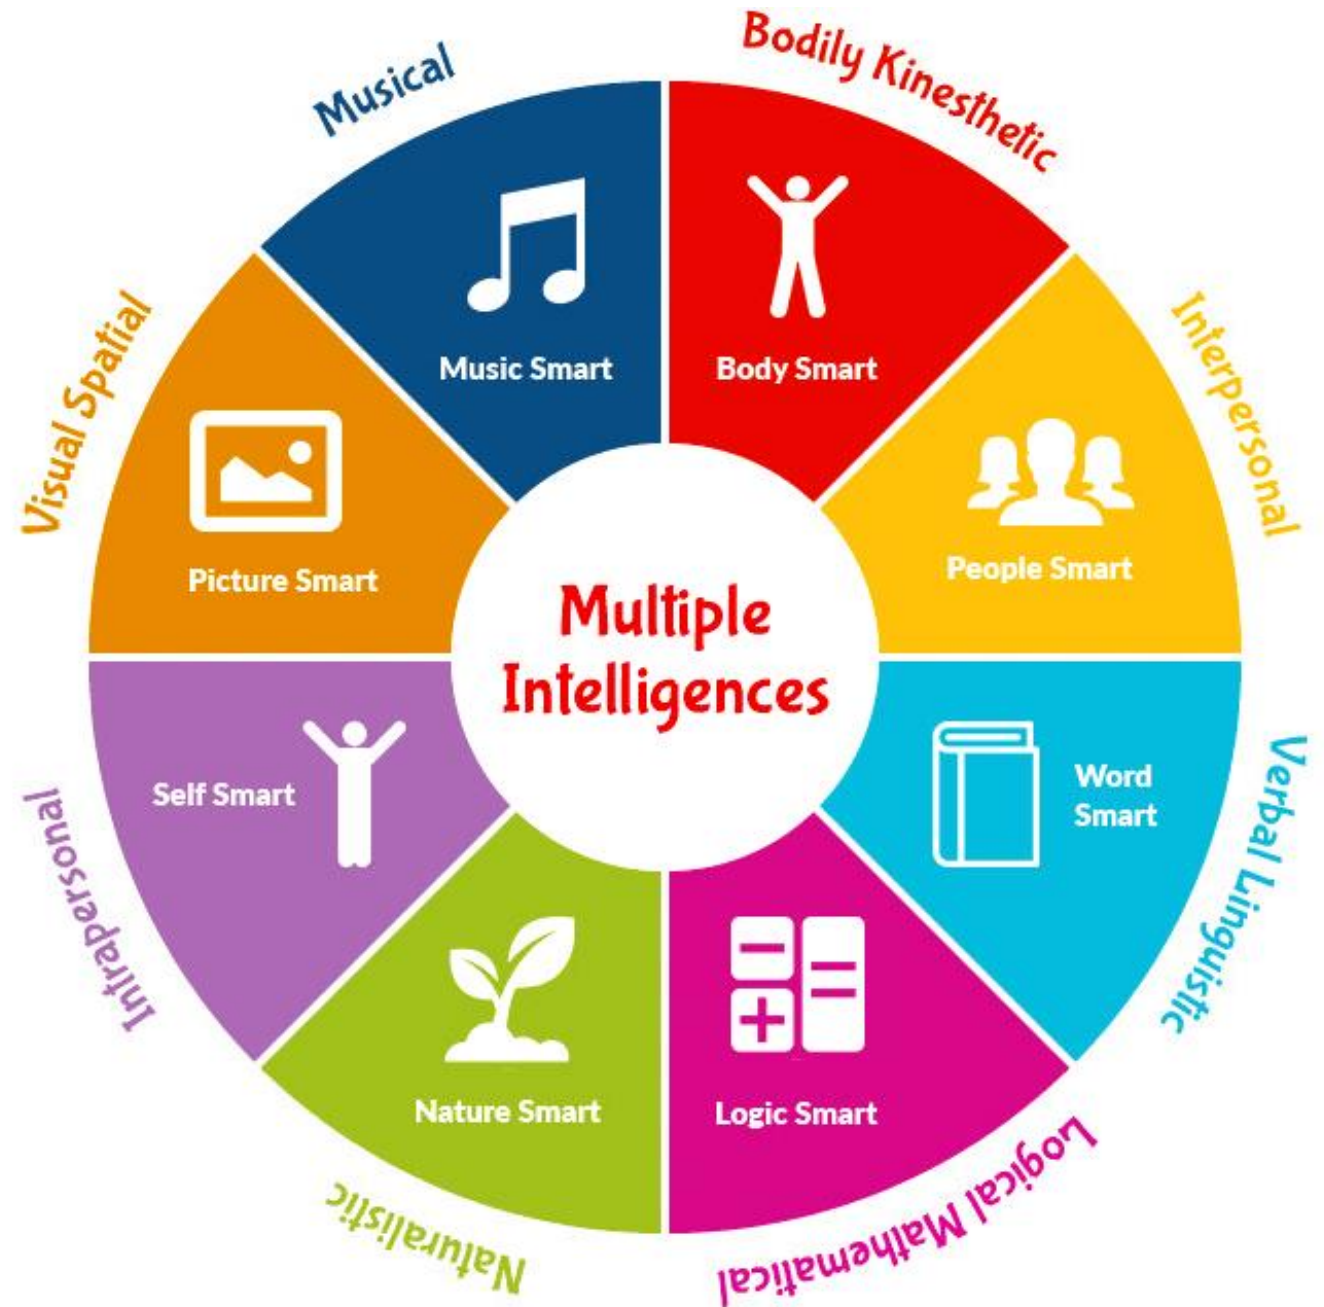 Musical
Bodily Kinesthetic
Music Smart
Body Smart
Visual Spatial
Interpersonal
Picture Smart
People Smart
Multiple
Intelligences
Self Smart
Word
Smart
Intrapersonal
Verbal Linguistic
Nature Smart
Logic Smart
Naturalistic
Logical Mathematical